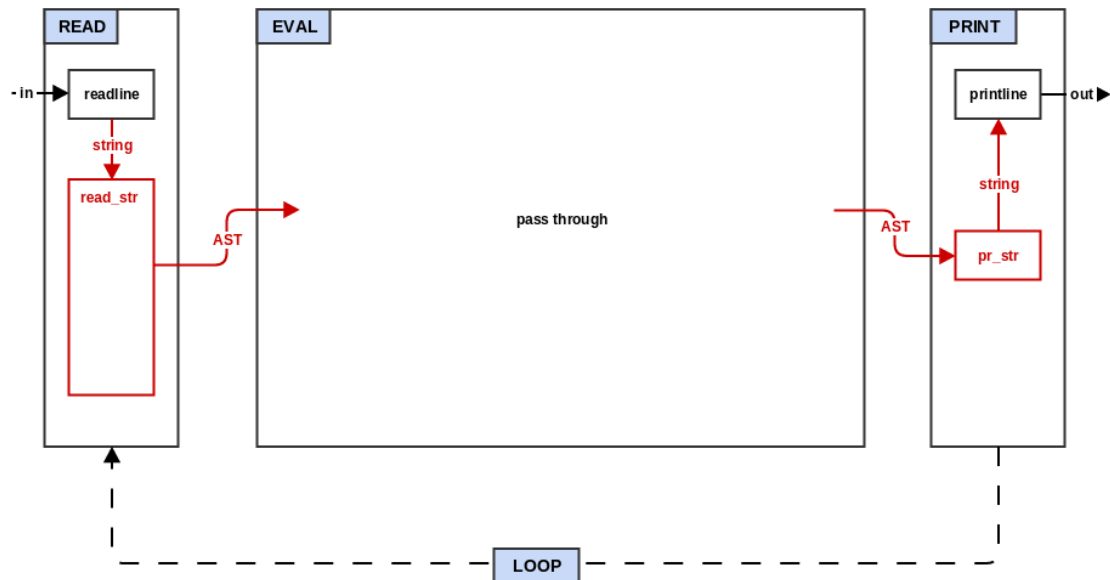 READ
EVAL
PRINT
- in
readline
string
read_str
AST
pass through
AST
printline
out
string
pr_str
LOOP